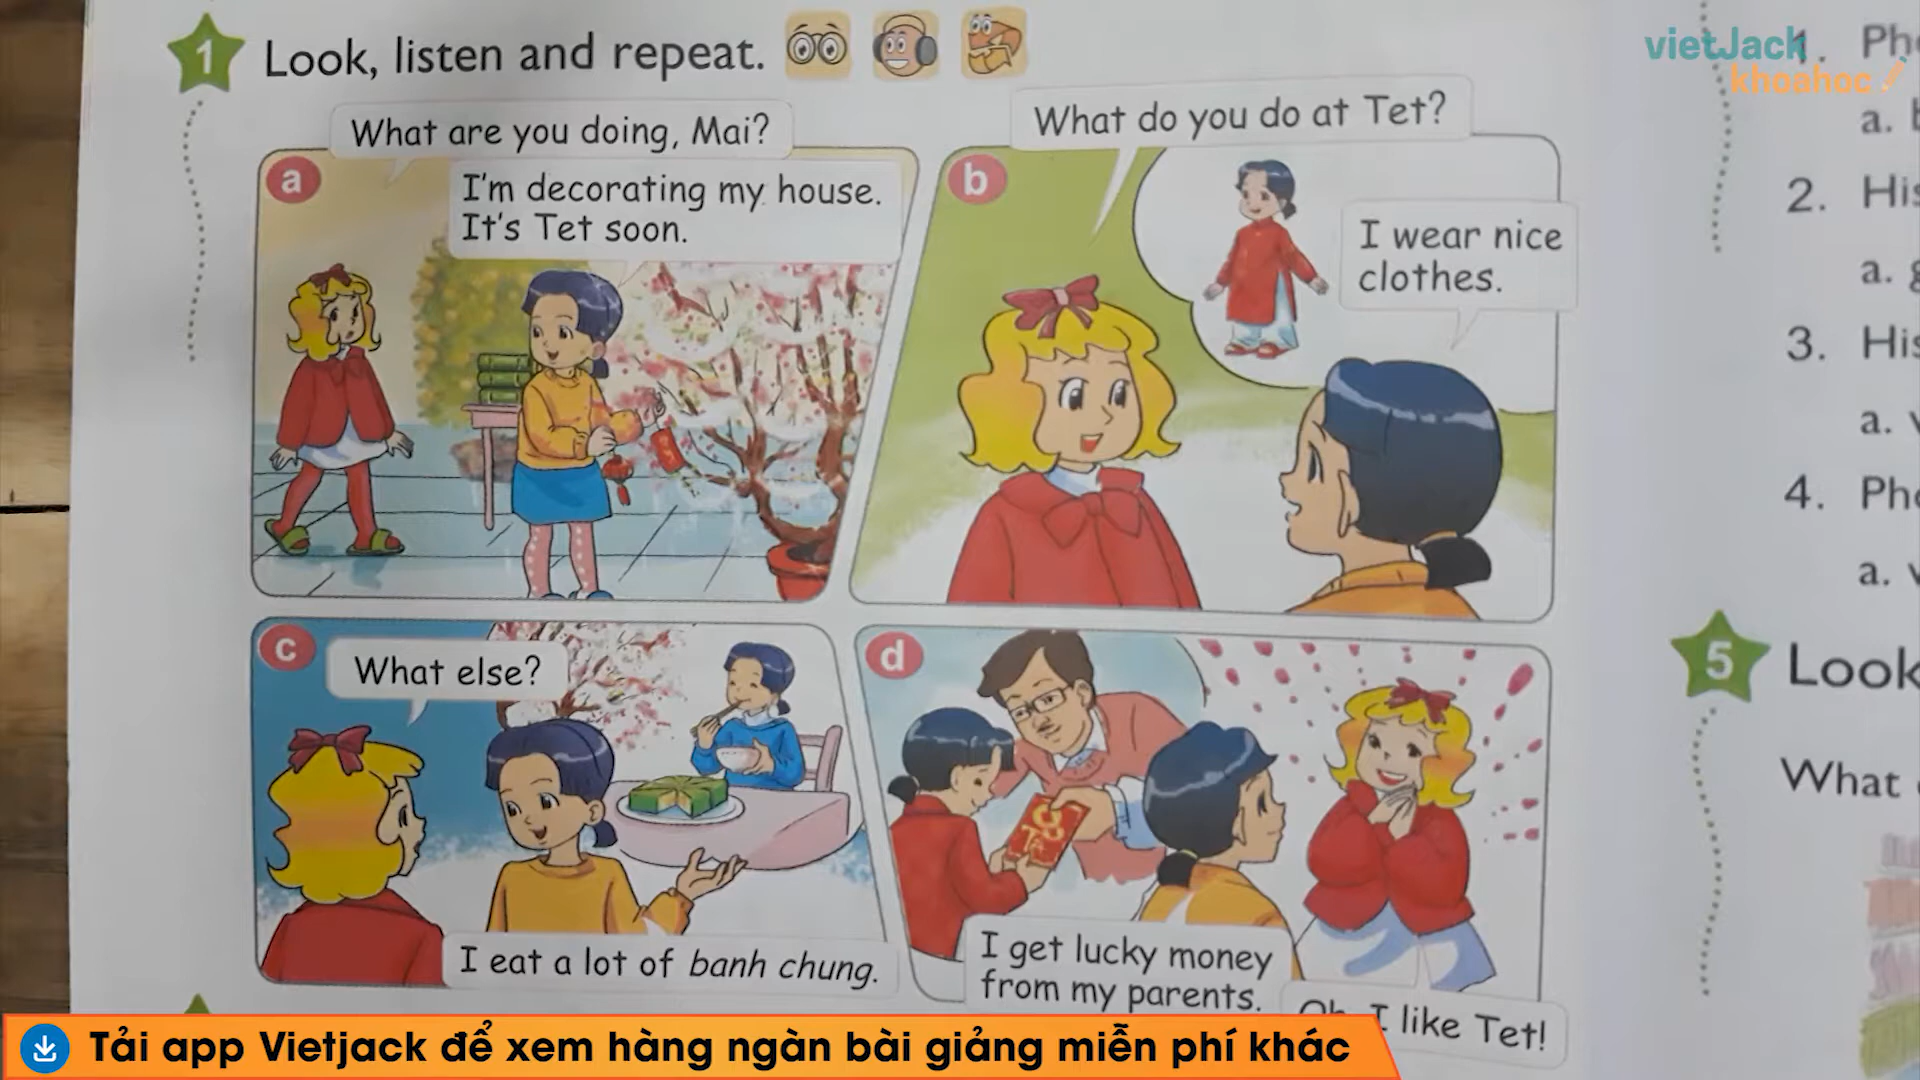 1 Look, listen and repeat.
What are you doing, Mai?
a
I'm decorating my house.
It's Tet soon.
What do you do at Tet?
b
I wear nice
clothes.
c
What else?
I eat a lot of banh chung.
d
I get lucky money
from my parents.
I like Tet!
vietJack
khoahoc
1.
a.
2.
a.
3.
a.
4.
a.
5 Look
What
Tải app Vietjack để xem hàng ngàn bài giảng miễn phí khác